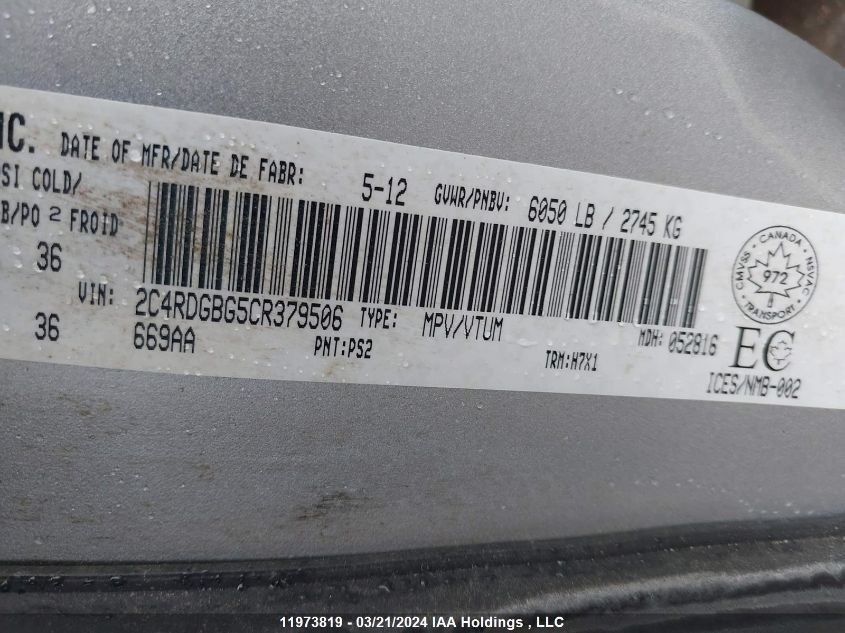 NC. DATE OF MFR/DATE DE FABR: 5-12 GVWR/PNBV: 6050 LB / 2745 KG
SI COLD/
B/PO 2 FROID
36
VIN: 2C4RDGBG5CR379506 TYPE: MPV/VTUM MDH: 052816
36 669AA PNT:PS2 TRM:H7X1
CMVSS • CANADA • NSVAC • TRANSPORT •
972
EC
ICES/NMB-002
11973819 - 03/21/2024 IAA Holdings , LLC